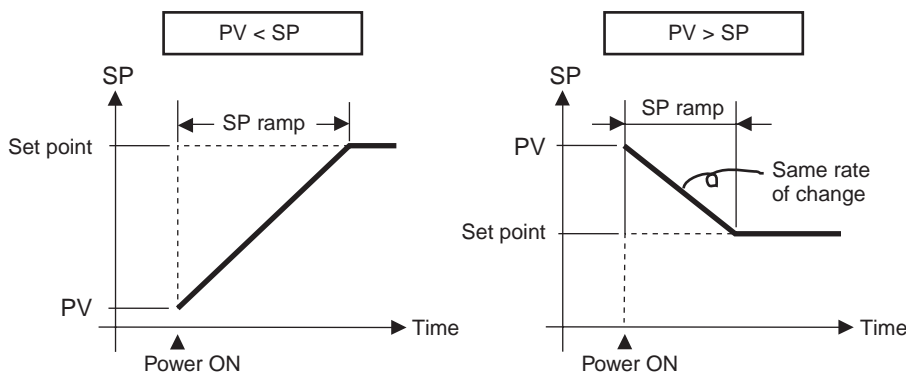 PV < SP
SP
SP ramp
Set point
PV
Time
Power ON
PV > SP
SP
SP ramp
PV
Same rate
of change
Set point
Time
Power ON